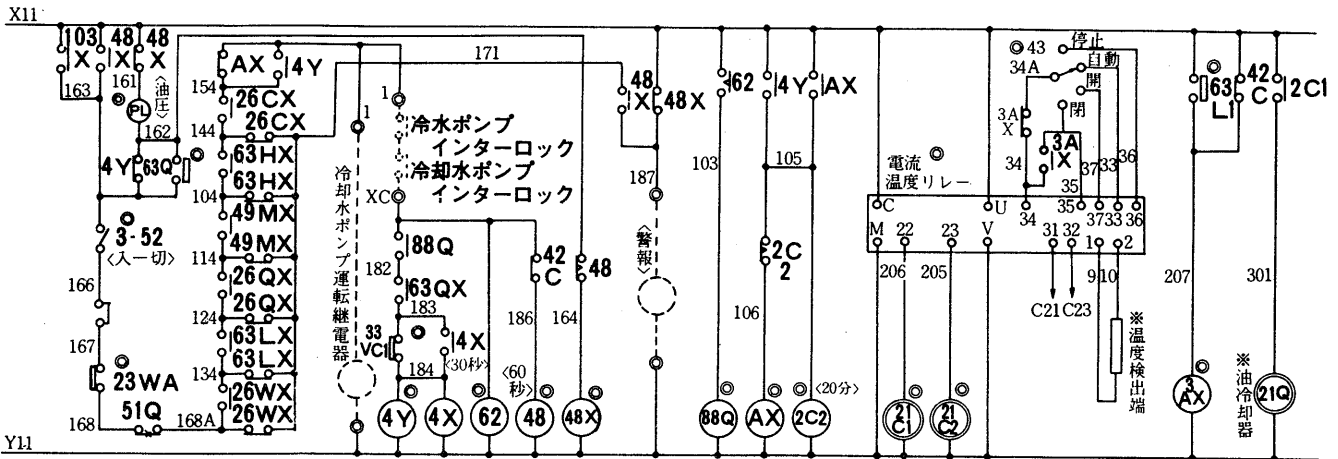 X11
103
X
48
X
48
X
161
163
〈油圧〉
PL
162
4Y
63Q
3-52
〈入ー切〉
166
167
23WA
51Q
168
168A
Y11
AX
4Y
154
26CX
144
26CX
63HX
63HX
104
49MX
49MX
114
26QX
26QX
124
63LX
63LX
134
26WX
26WX
171
1
1
冷却水ポンプ運転継電器
冷水ポンプ
インターロック
冷却水ポンプ
インターロック
XC
88Q
182
63QX
183
33
VC1
4X
〈30秒〉
184
42
C
48
186
164
〈60秒〉
4Y
4X
62
48
48X
48
X
48X
187
〈警報〉
62
4Y
AX
103
105
2C
2
106
〈20分〉
88Q
AX
2C2
電流
温度リレー
C
M
22
23
U
V
206
205
21
C1
21
C2
43
停止
自動
開
閉
34A
3A
X
3A
X
34
35
37
33
36
34
35
37
33
36
31
32
1
2
9
10
C21
C23
※温度検出端
63
L1
42
C
2C1
207
301
3
AX
※油冷却器
21Q